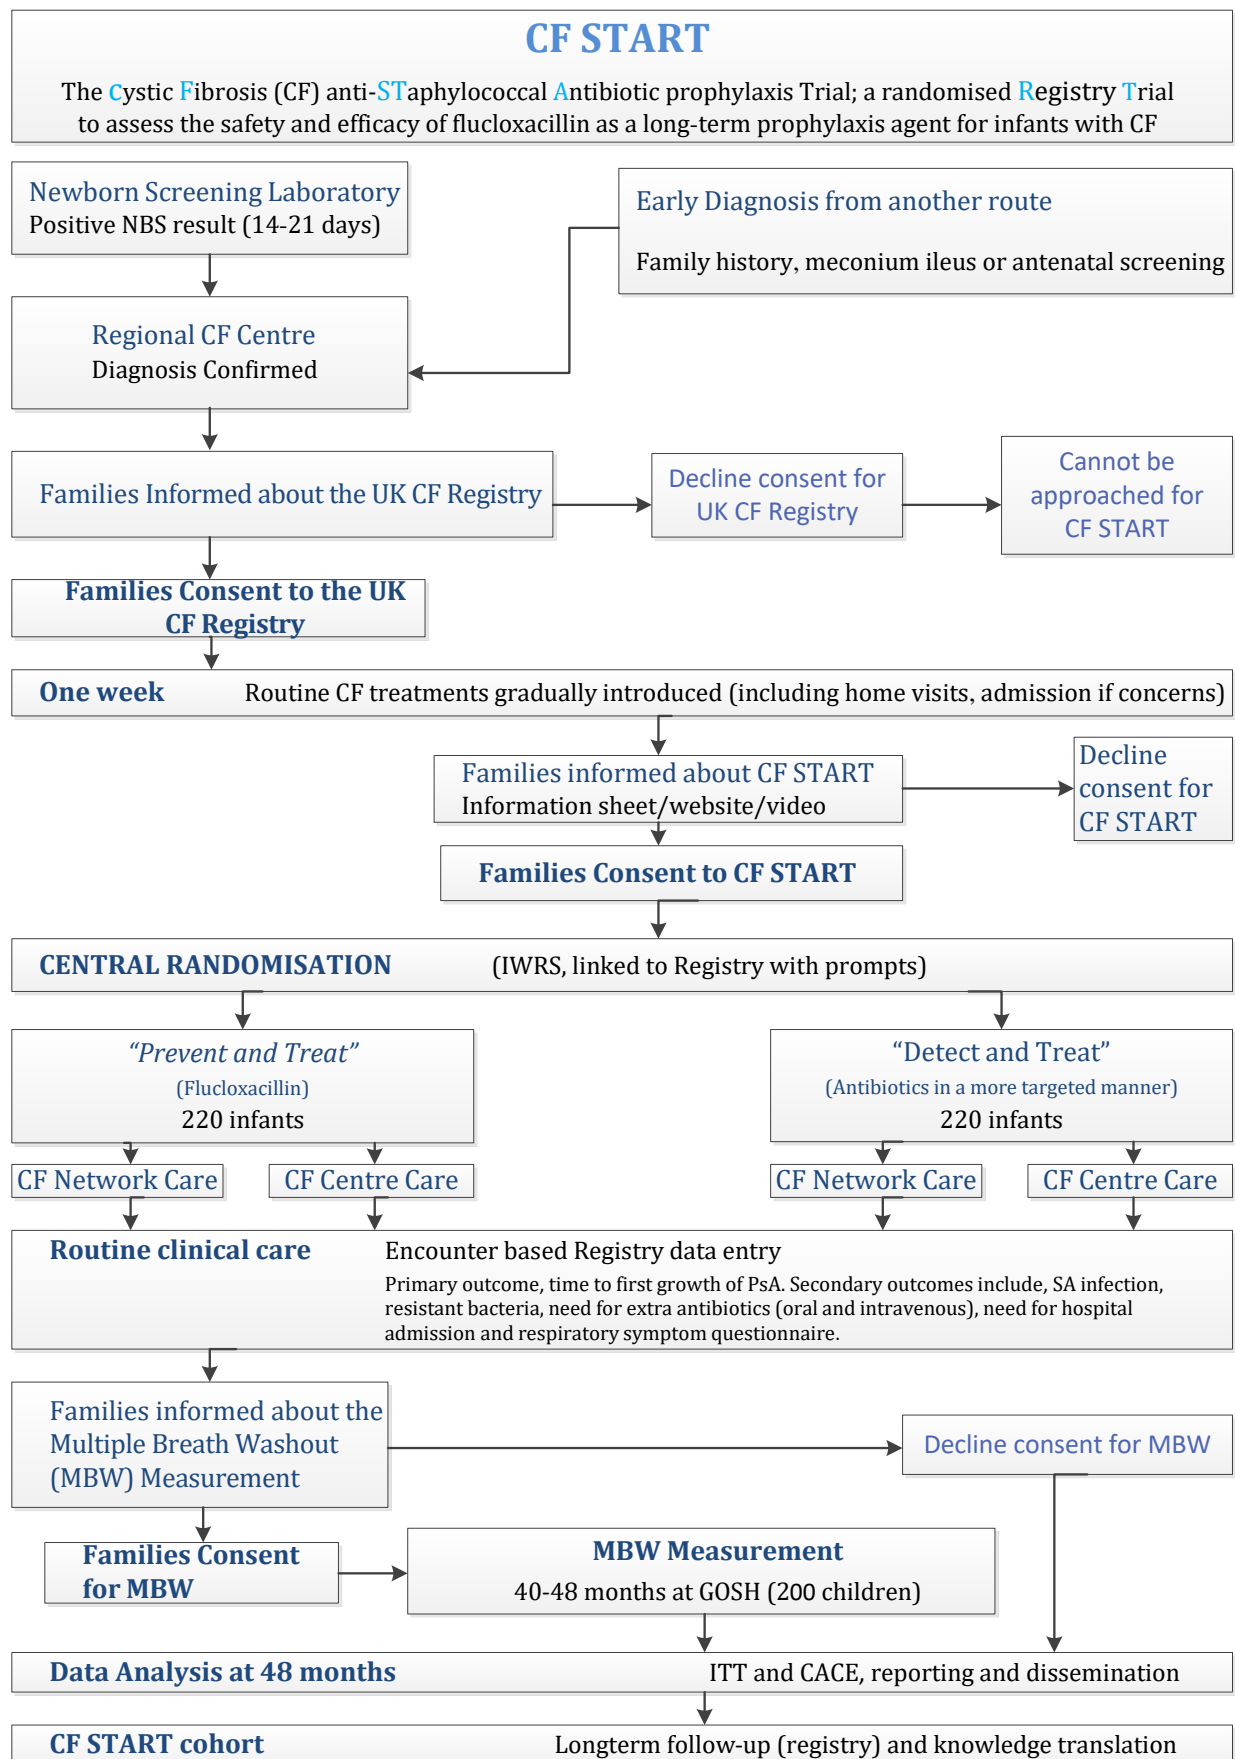 CF START
The cystic Fibrosis (CF) anti-STaphylococcal Antibiotic prophylaxis Trial; a randomised Registry Trial
to assess the safety and efficacy of flucloxacillin as a long-term prophylaxis agent for infants with CF
Newborn Screening Laboratory
Positive NBS result (14-21 days)
Early Diagnosis from another route
Family history, meconium ileus or antenatal screening
Regional CF Centre
Diagnosis Confirmed
Families Informed about the UK CF Registry
Decline consent for
UK CF Registry
Cannot be
approached for
CF START
Families Consent to the UK
CF Registry
One week Routine CF treatments gradually introduced (including home visits, admission if concerns)
Families informed about CF START
Information sheet/website/video
Decline
consent for
CF START
Families Consent to CF START
CENTRAL RANDOMISATION (IWRS, linked to Registry with prompts)
“Prevent and Treat”
(Flucloxacillin)
220 infants
“Detect and Treat”
(Antibiotics in a more targeted manner)
220 infants
CF Network Care
CF Centre Care
CF Network Care
CF Centre Care
Routine clinical care Encounter based Registry data entry
Primary outcome, time to first growth of PsA. Secondary outcomes include, SA infection,
resistant bacteria, need for extra antibiotics (oral and intravenous), need for hospital
admission and respiratory symptom questionnaire.
Families informed about the
Multiple Breath Washout
(MBW) Measurement
Decline consent for MBW
Families Consent
for MBW
MBW Measurement
40-48 months at GOSH (200 children)
Data Analysis at 48 months ITT and CACE, reporting and dissemination
CF START cohort Longterm follow-up (registry) and knowledge translation